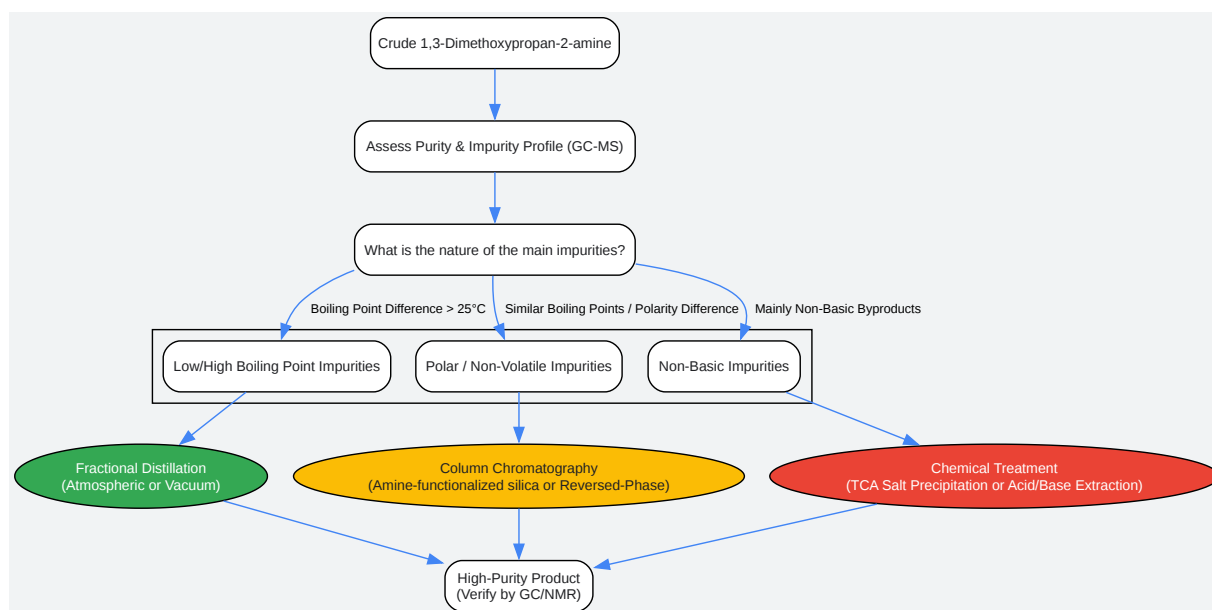 Crude 1,3-Dimethoxypropan-2-amine
Assess Purity & Impurity Profile (GC-MS)
What is the nature of the main impurities?
Boiling Point Difference > 25°C
Similar Boiling Points / Polarity Difference
Mainly Non-Basic Byproducts
Low/High Boiling Point Impurities
Polar / Non-Volatile Impurities
Non-Basic Impurities
Fractional Distillation
(Atmospheric or Vacuum)
Column Chromatography
(Amine-functionalized silica or Reversed-Phase)
Chemical Treatment
(TCA Salt Precipitation or Acid/Base Extraction)
High-Purity Product
(Verify by GC/NMR)